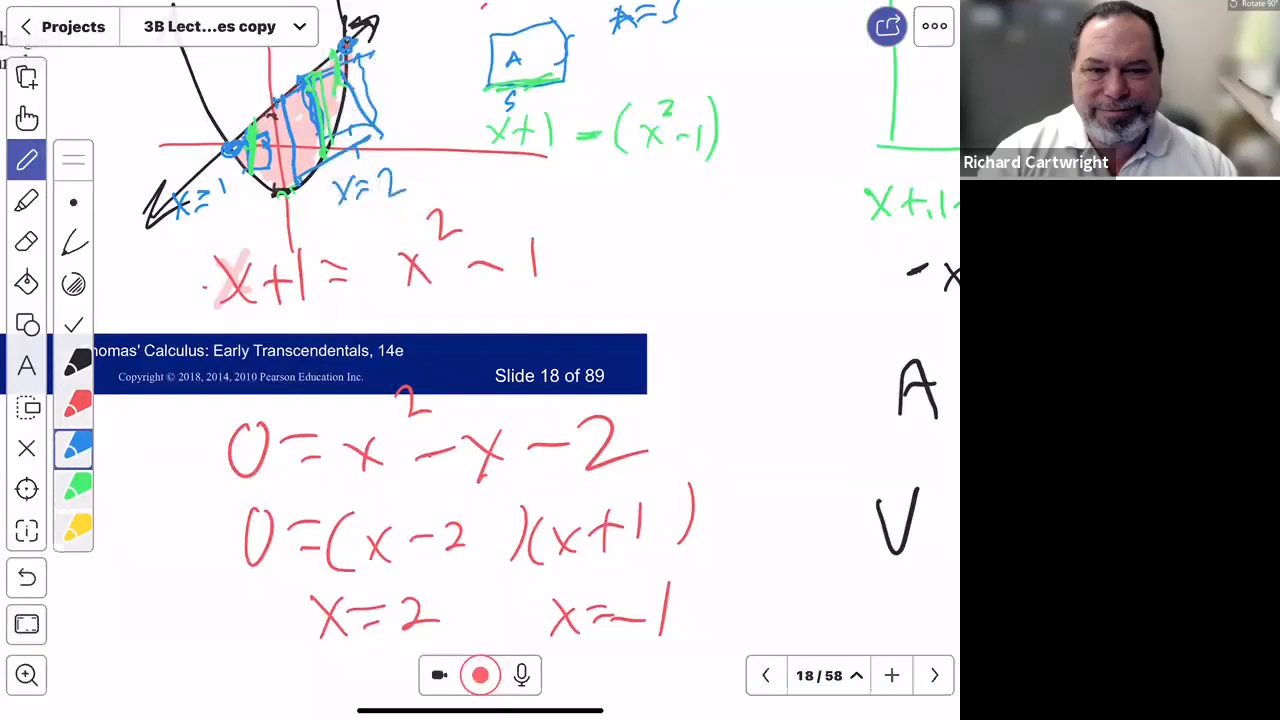 Projects
3B Lect...es copy
Rotate 90°
A = s
A
s
x+1 - (x² -1)
Richard Cartwright
x=-1
x=2
x+1-
x+1 = x² - 1
- x
homas' Calculus: Early Transcendentals, 14e
Copyright © 2018, 2014, 2010 Pearson Education Inc.
Slide 18 of 89
A
A
0 = x² - x - 2
0 = (x - 2 )(x + 1 )
V
x = 2
x = -1
18 / 58